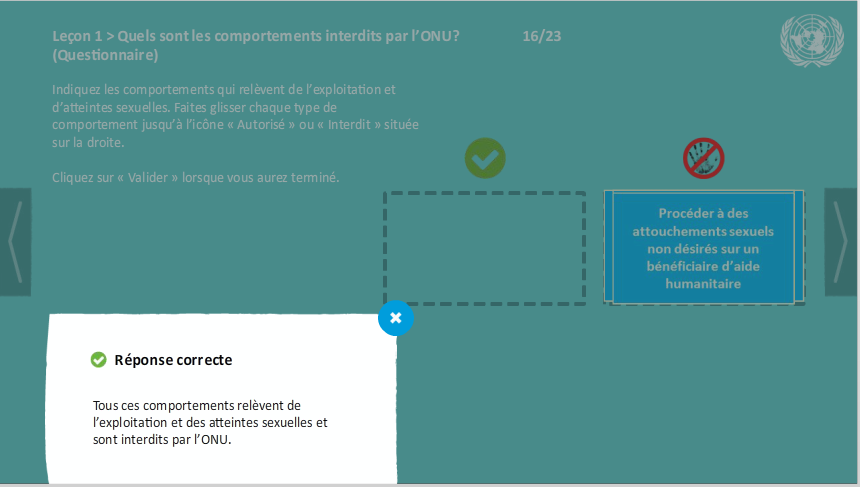 Leçon 1 > Quels sont les comportements interdits par l'ONU?
(Questionnaire)
16/23
Indiquez les comportements qui relèvent de l'exploitation et
d'atteintes sexuelles. Faites glisser chaque type de
comportement jusqu'à l'icône « Autorisé » ou « Interdit » située
sur la droite.
Cliquez sur « Valider » lorsque vous aurez terminé.
Procéder à des
attouchements sexuels
non désirés sur un
bénéficiaire d'aide
humanitaire
Réponse correcte
Tous ces comportements relèvent de
l'exploitation et des atteintes sexuelles et
sont interdits par l'ONU.